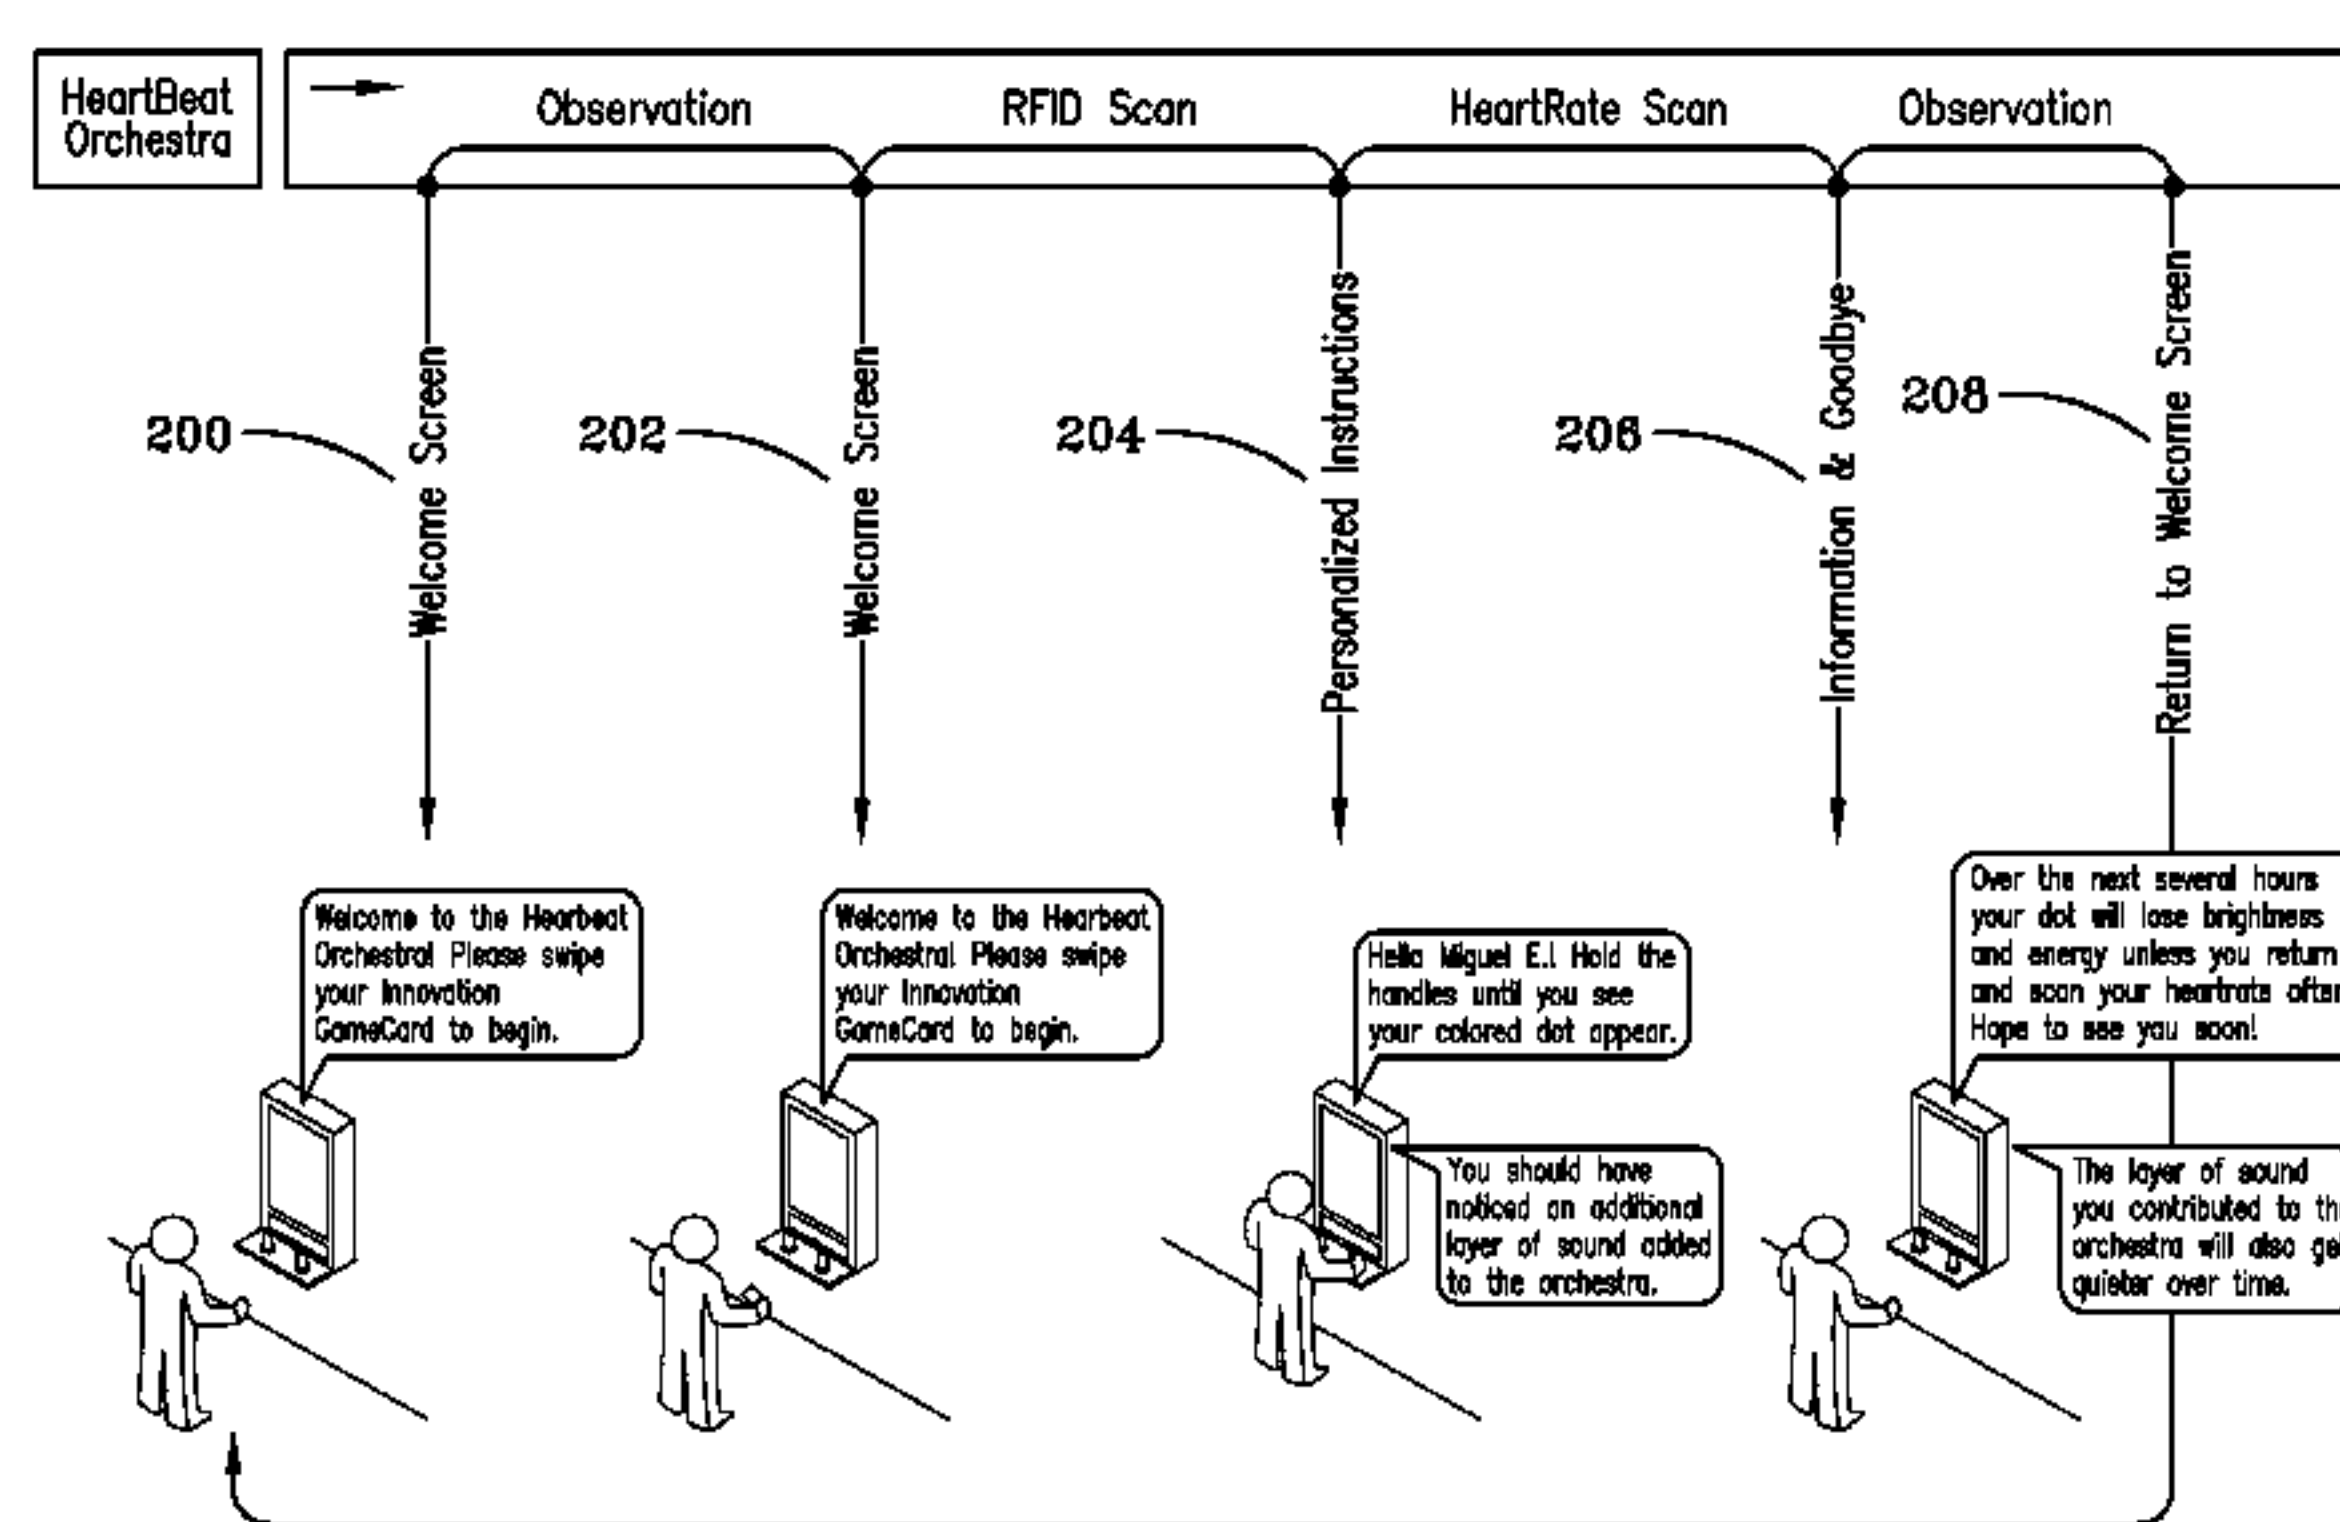 HeartBeat
Orchestra
Observation
RFID Scan
HeartRate Scan
Observation
200
Welcome Screen
202
Welcome Screen
204
Personalized Instructions
206
Information & Goodbye
208
Return to Welcome Screen
Welcome to the Hearbeat
Orchestra! Please swipe
your Innovation
GameCard to begin.
Welcome to the Hearbeat
Orchestra! Please swipe
your Innovation
GameCard to begin.
Hello Miguel E.! Hold the
handles until you see
your colored dot appear.
You should have
noticed an additional
layer of sound added
to the orchestra.
Over the next several hours
your dot will lose brightness
and energy unless you return
and scan your heartrate
Hope to see you soon!
The layer of sound
you contributed to
orchestra will also
quieter over time.